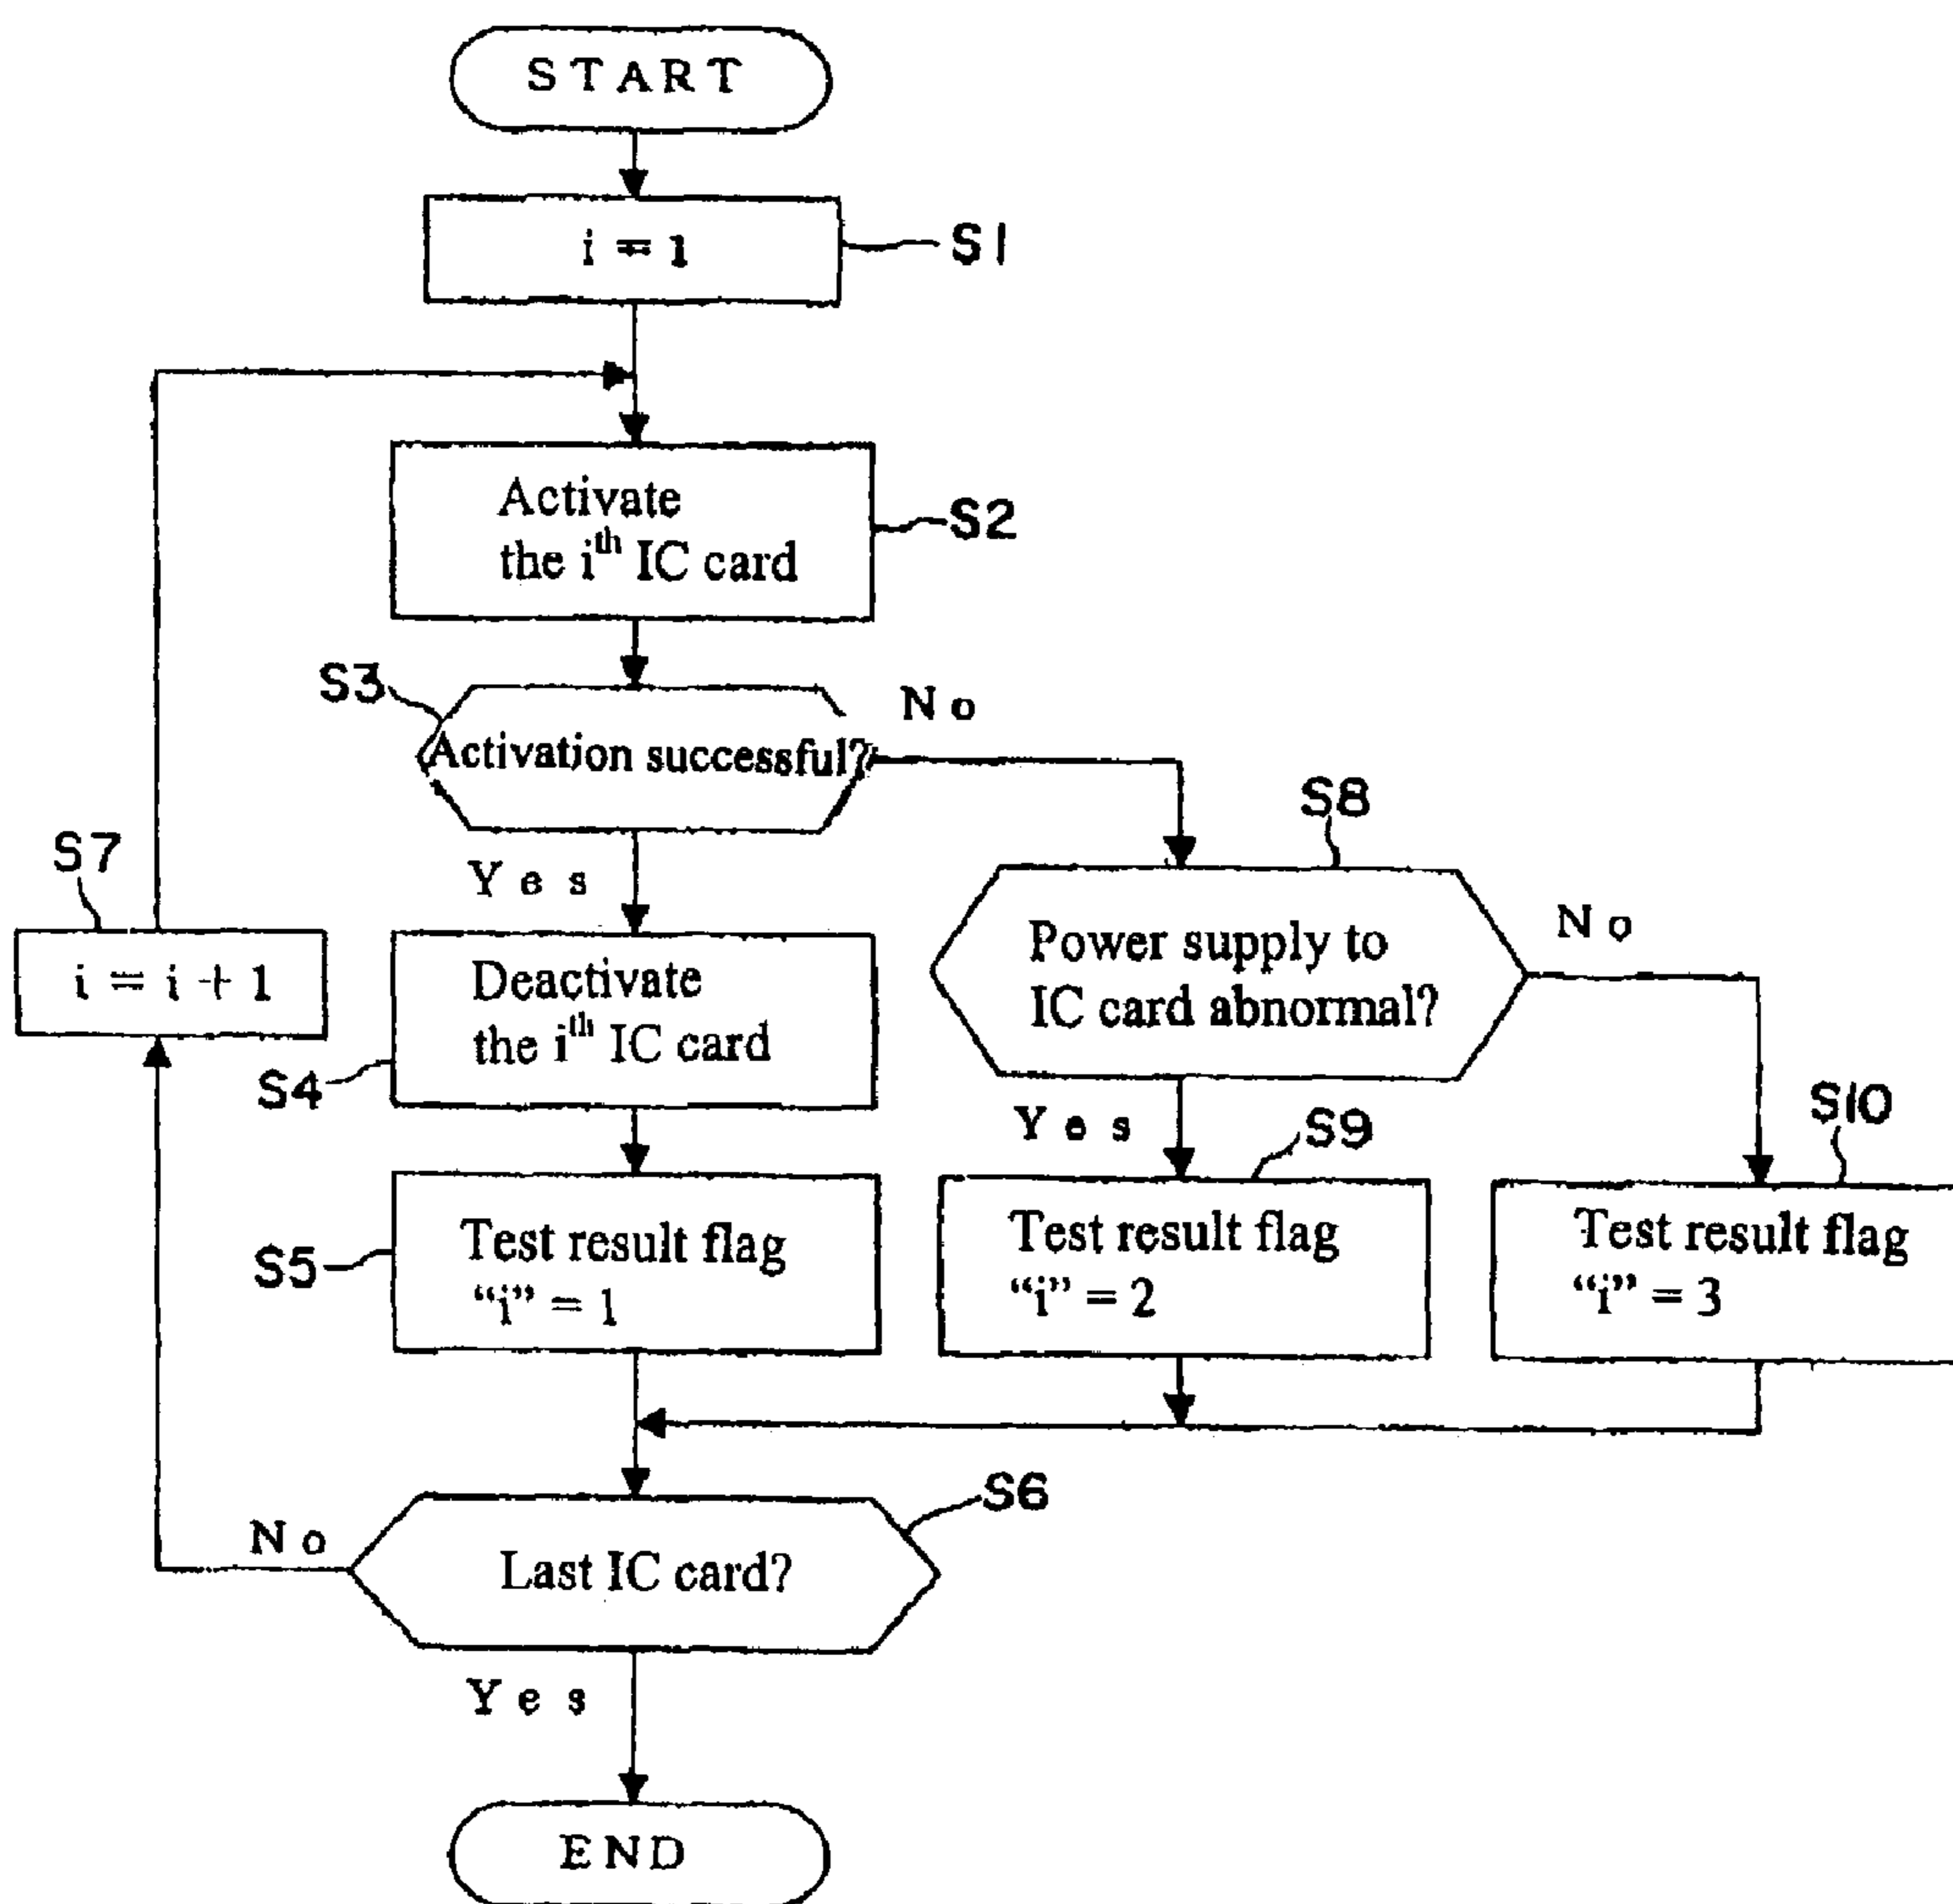 START
i = 1
S1
Activate
the iᵗʰ IC card
S2
S3
Activation successful?
No
Yes
S8
Power supply to
IC card abnormal?
No
Yes
S7
i = i + 1
Deactivate
the iᵗʰ IC card
S4
S9
S10
Test result flag
“i” = 1
S5
Test result flag
“i” = 2
Test result flag
“i” = 3
S6
Last IC card?
No
Yes
END